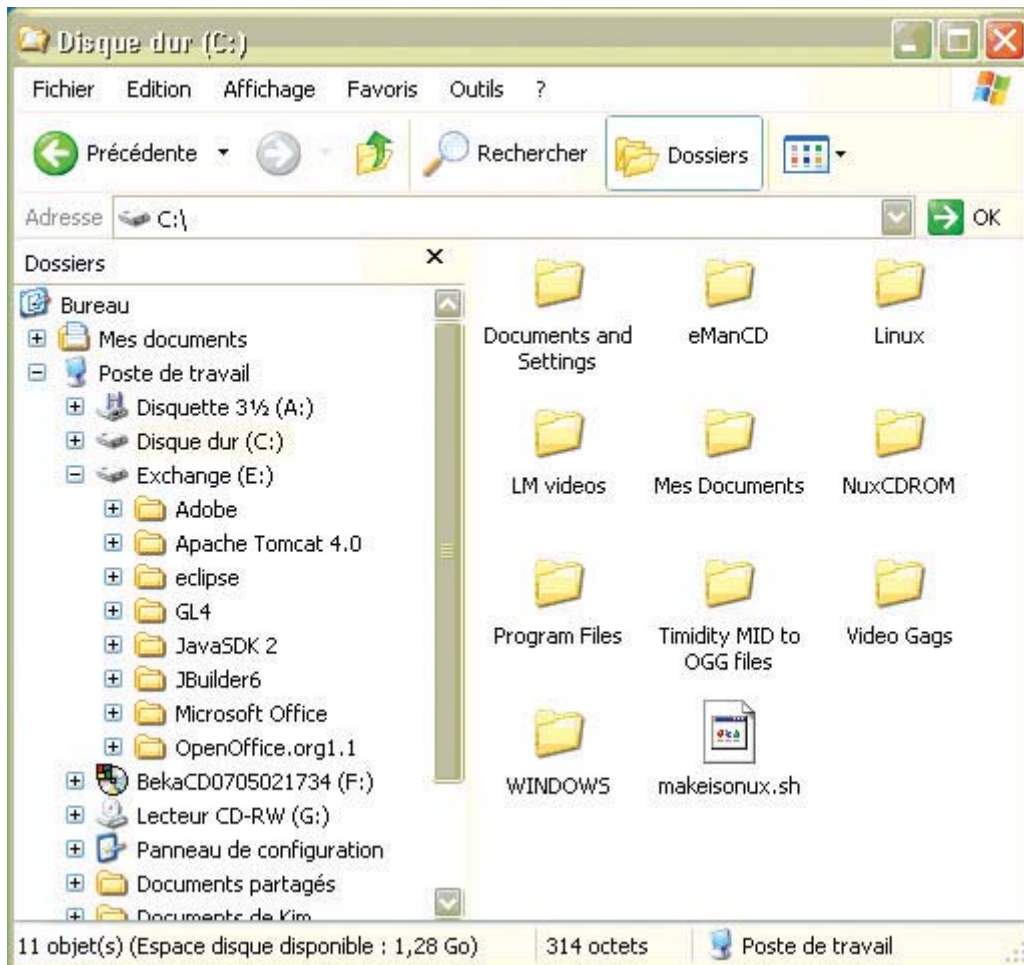 Disque dur (C:)
Fichier Edition Affichage Favoris Outils ?
Précédente Rechercher Dossiers
Adresse C:\ OK
Dossiers
Bureau
Mes documents
Poste de travail
Disquette 3½ (A:)
Disque dur (C:)
Exchange (E:)
Adobe
Apache Tomcat 4.0
eclipse
GL4
JavaSDK 2
JBuilder6
Microsoft Office
OpenOffice.org1.1
BekaCD0705021734 (F:)
Lecteur CD-RW (G:)
Panneau de configuration
Documents partagés
Documents de Kim
Documents and
Settings
eManCD
Linux
LM videos
Mes Documents
NuxCDROM
Program Files
Timidity MID to
OGG files
Video Gags
WINDOWS
makeisonux.sh
11 objet(s) (Espace disque disponible : 1,28 Go) 314 octets Poste de travail